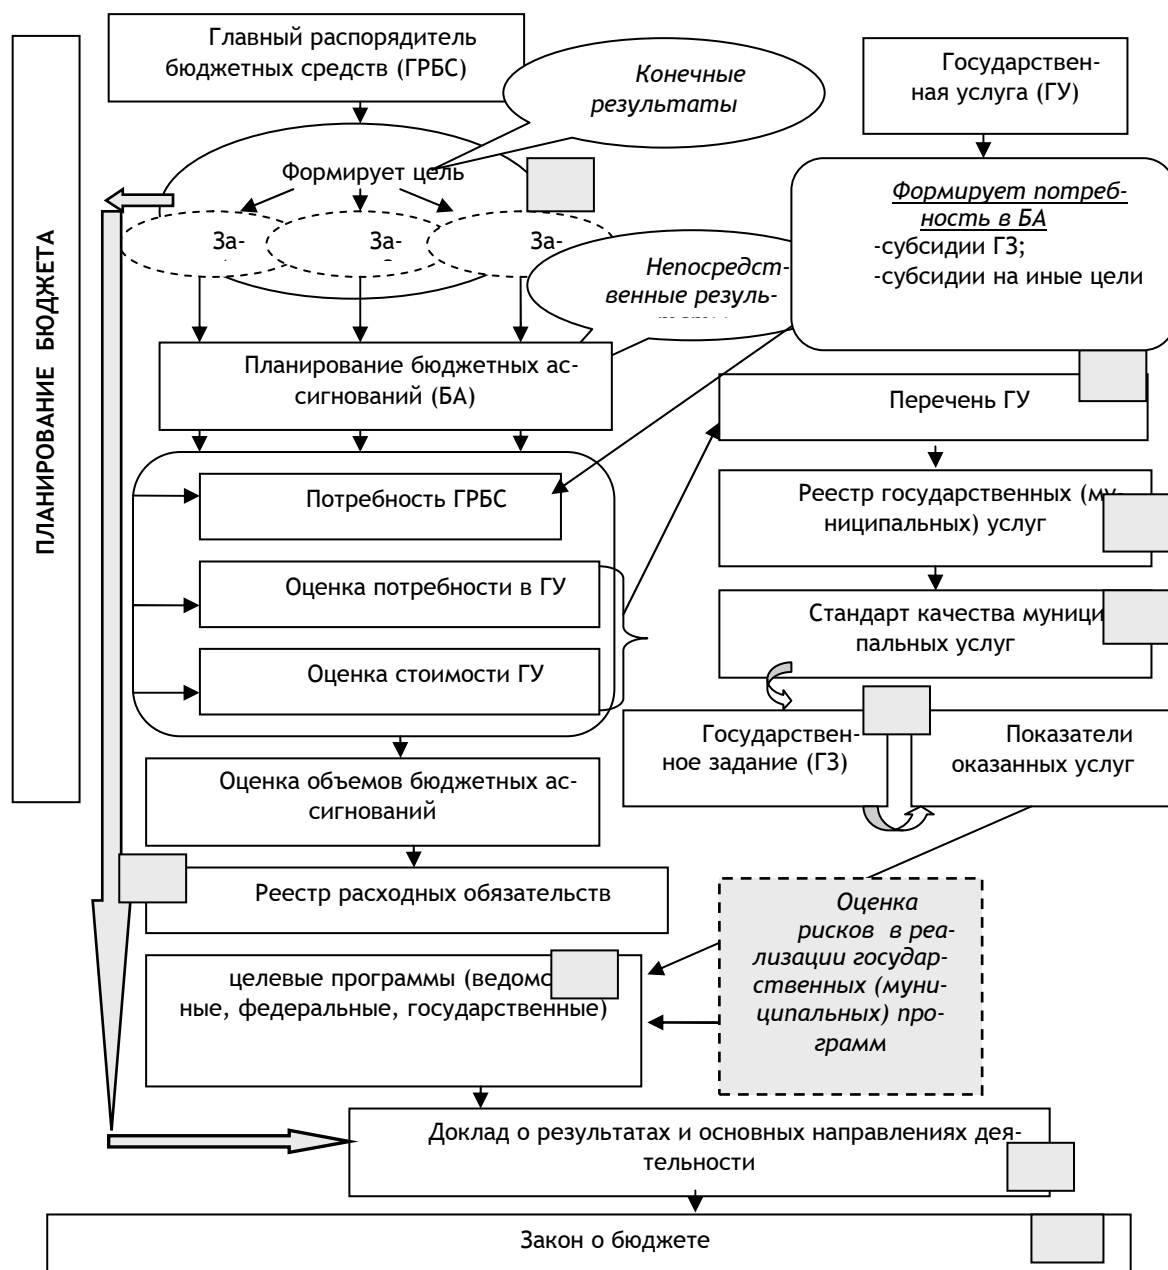 ПЛАНИРОВАНИЕ БЮДЖЕТА
Главный распорядитель
бюджетных средств (ГРБС)
Конечные
результаты
Государствен-
ная услуга (ГУ)
Формирует цель
За-
За-
За-
Формирует потреб-
ность в БА
-субсидии ГЗ;
-субсидии на иные цели
Непосредст-
венные резуль-
Планирование бюджетных ас-
сигнований (БА)
Перечень ГУ
Потребность ГРБС
Реестр государственных (му-
ниципальных) услуг
Оценка потребности в ГУ
Стандарт качества муници
пальных услуг
Оценка стоимости ГУ
Государствен-
ное задание (ГЗ)
Показатели
оказанных услуг
Оценка объемов бюджетных ас-
сигнований
Реестр расходных обязательств
Оценка
рисков в реа-
лизации государ-
ственных (муни-
ципальных) про-
грамм
целевые программы (ведомс
ные, федеральные, государственные)
Доклад о результатах и основных направлениях дея-
тельности
Закон о бюджете